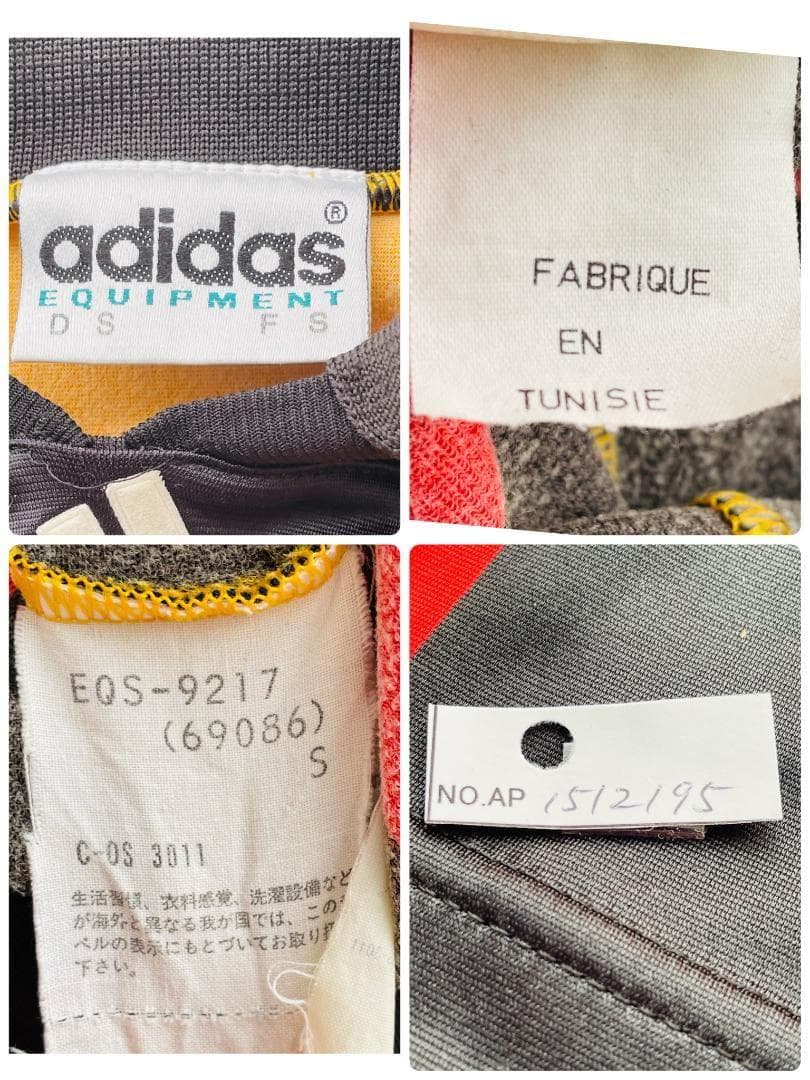 adidas®
EQUIPMENT
D S F S
FABRIQUE
EN
TUNISIE
EQS-9217
(69086)
S
C-OS 3011
生活習慣、衣料感覚、洗濯設備など
が海外と異なる我が国では、この
ベルの表示にもとづいてお取り扱
下さい。
NO.AP 1512195